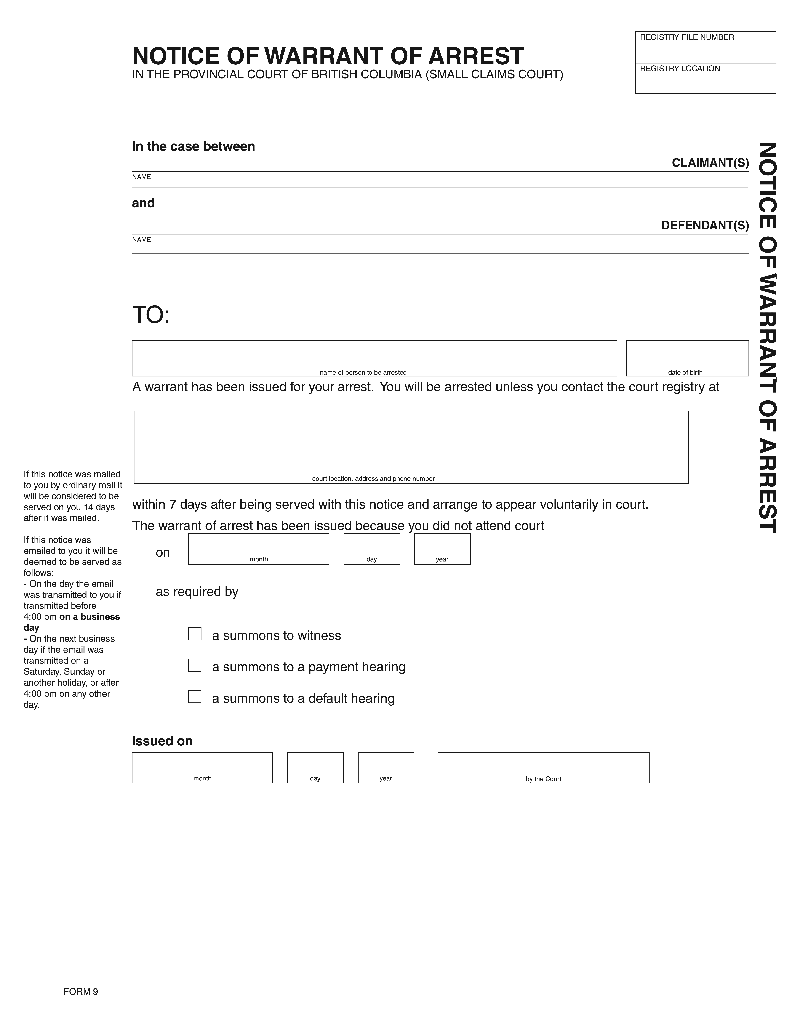 NOTICE OF WARRANT OF ARREST
IN THE PROVINCIAL COURT OF BRITISH COLUMBIA (SMALL CLAIMS COURT)
REGISTRY FILE NUMBER
REGISTRY LOCATION
In the case between
CLAIMANT(S)
NAME
and
DEFENDANT(S)
NAME
NOTICE OF WARRANT OF ARREST
TO:
name of person to be arrested
date of birth
A warrant has been issued for your arrest. You will be arrested unless you contact the court registry at
court location, address and phone number
within 7 days after being served with this notice and arrange to appear voluntarily in court.
The warrant of arrest has been issued because you did not attend court
on
month
day
year
as required by
a summons to witness
a summons to a payment hearing
a summons to a default hearing
If this notice was mailed
to you by ordinary mail it
will be considered to be
served on you 14 days
after it was mailed.
If this notice was
emailed to you it will be
deemed to be served as
follows:
- On the day the email
was transmitted to you if
transmitted before
4:00 pm on a business
day
- On the next business
day if the email was
transmitted on a
Saturday, Sunday or
another holiday, or after
4:00 pm on any other
day.
Issued on
month
day
year
by the Court
FORM 9